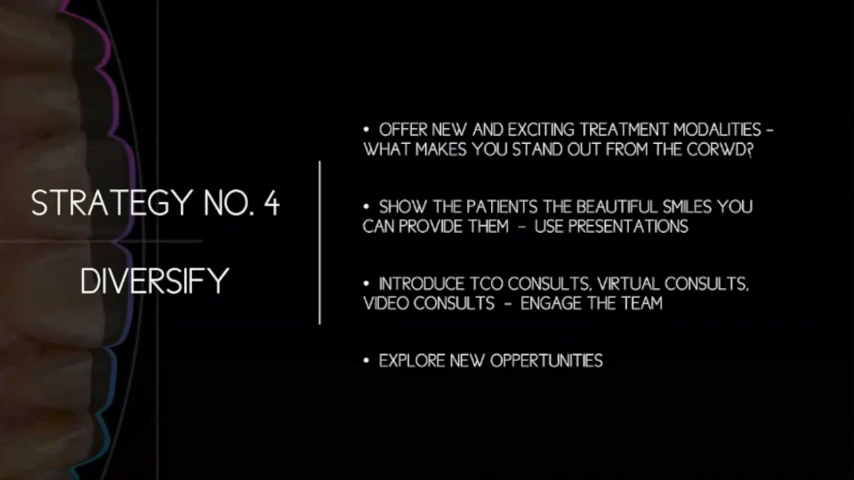 STRATEGY NO. 4
DIVERSIFY
• OFFER NEW AND EXCITING TREATMENT MODALITIES –
WHAT MAKES YOU STAND OUT FROM THE CORWD?
• SHOW THE PATIENTS THE BEAUTIFUL SMILES YOU
CAN PROVIDE THEM – USE PRESENTATIONS
• INTRODUCE TCO CONSULTS, VIRTUAL CONSULTS,
VIDEO CONSULTS – ENGAGE THE TEAM
• EXPLORE NEW OPPERTUNITIES